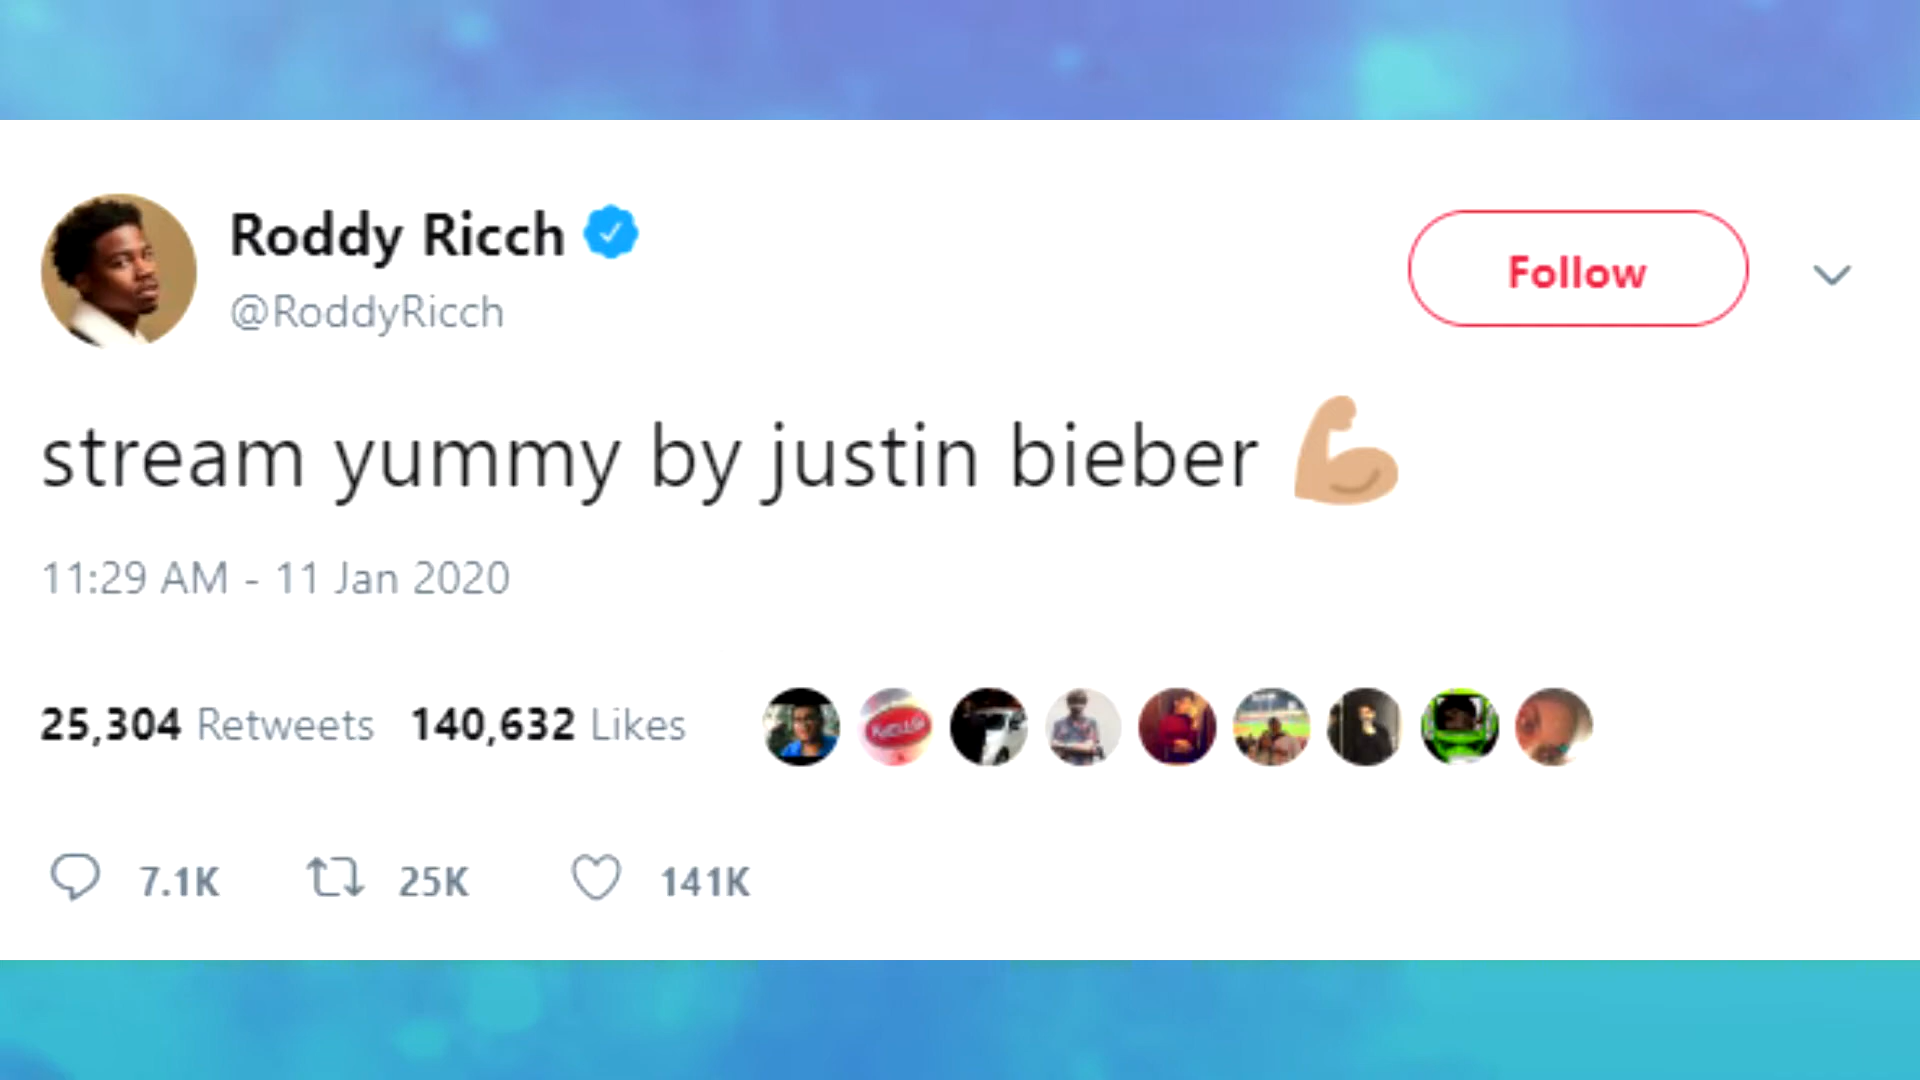 Roddy Ricch
@RoddyRicch
Follow
stream yummy by justin bieber 💪🏼
11:29 AM - 11 Jan 2020
25,304 Retweets 140,632 Likes
7.1K 25K 141K